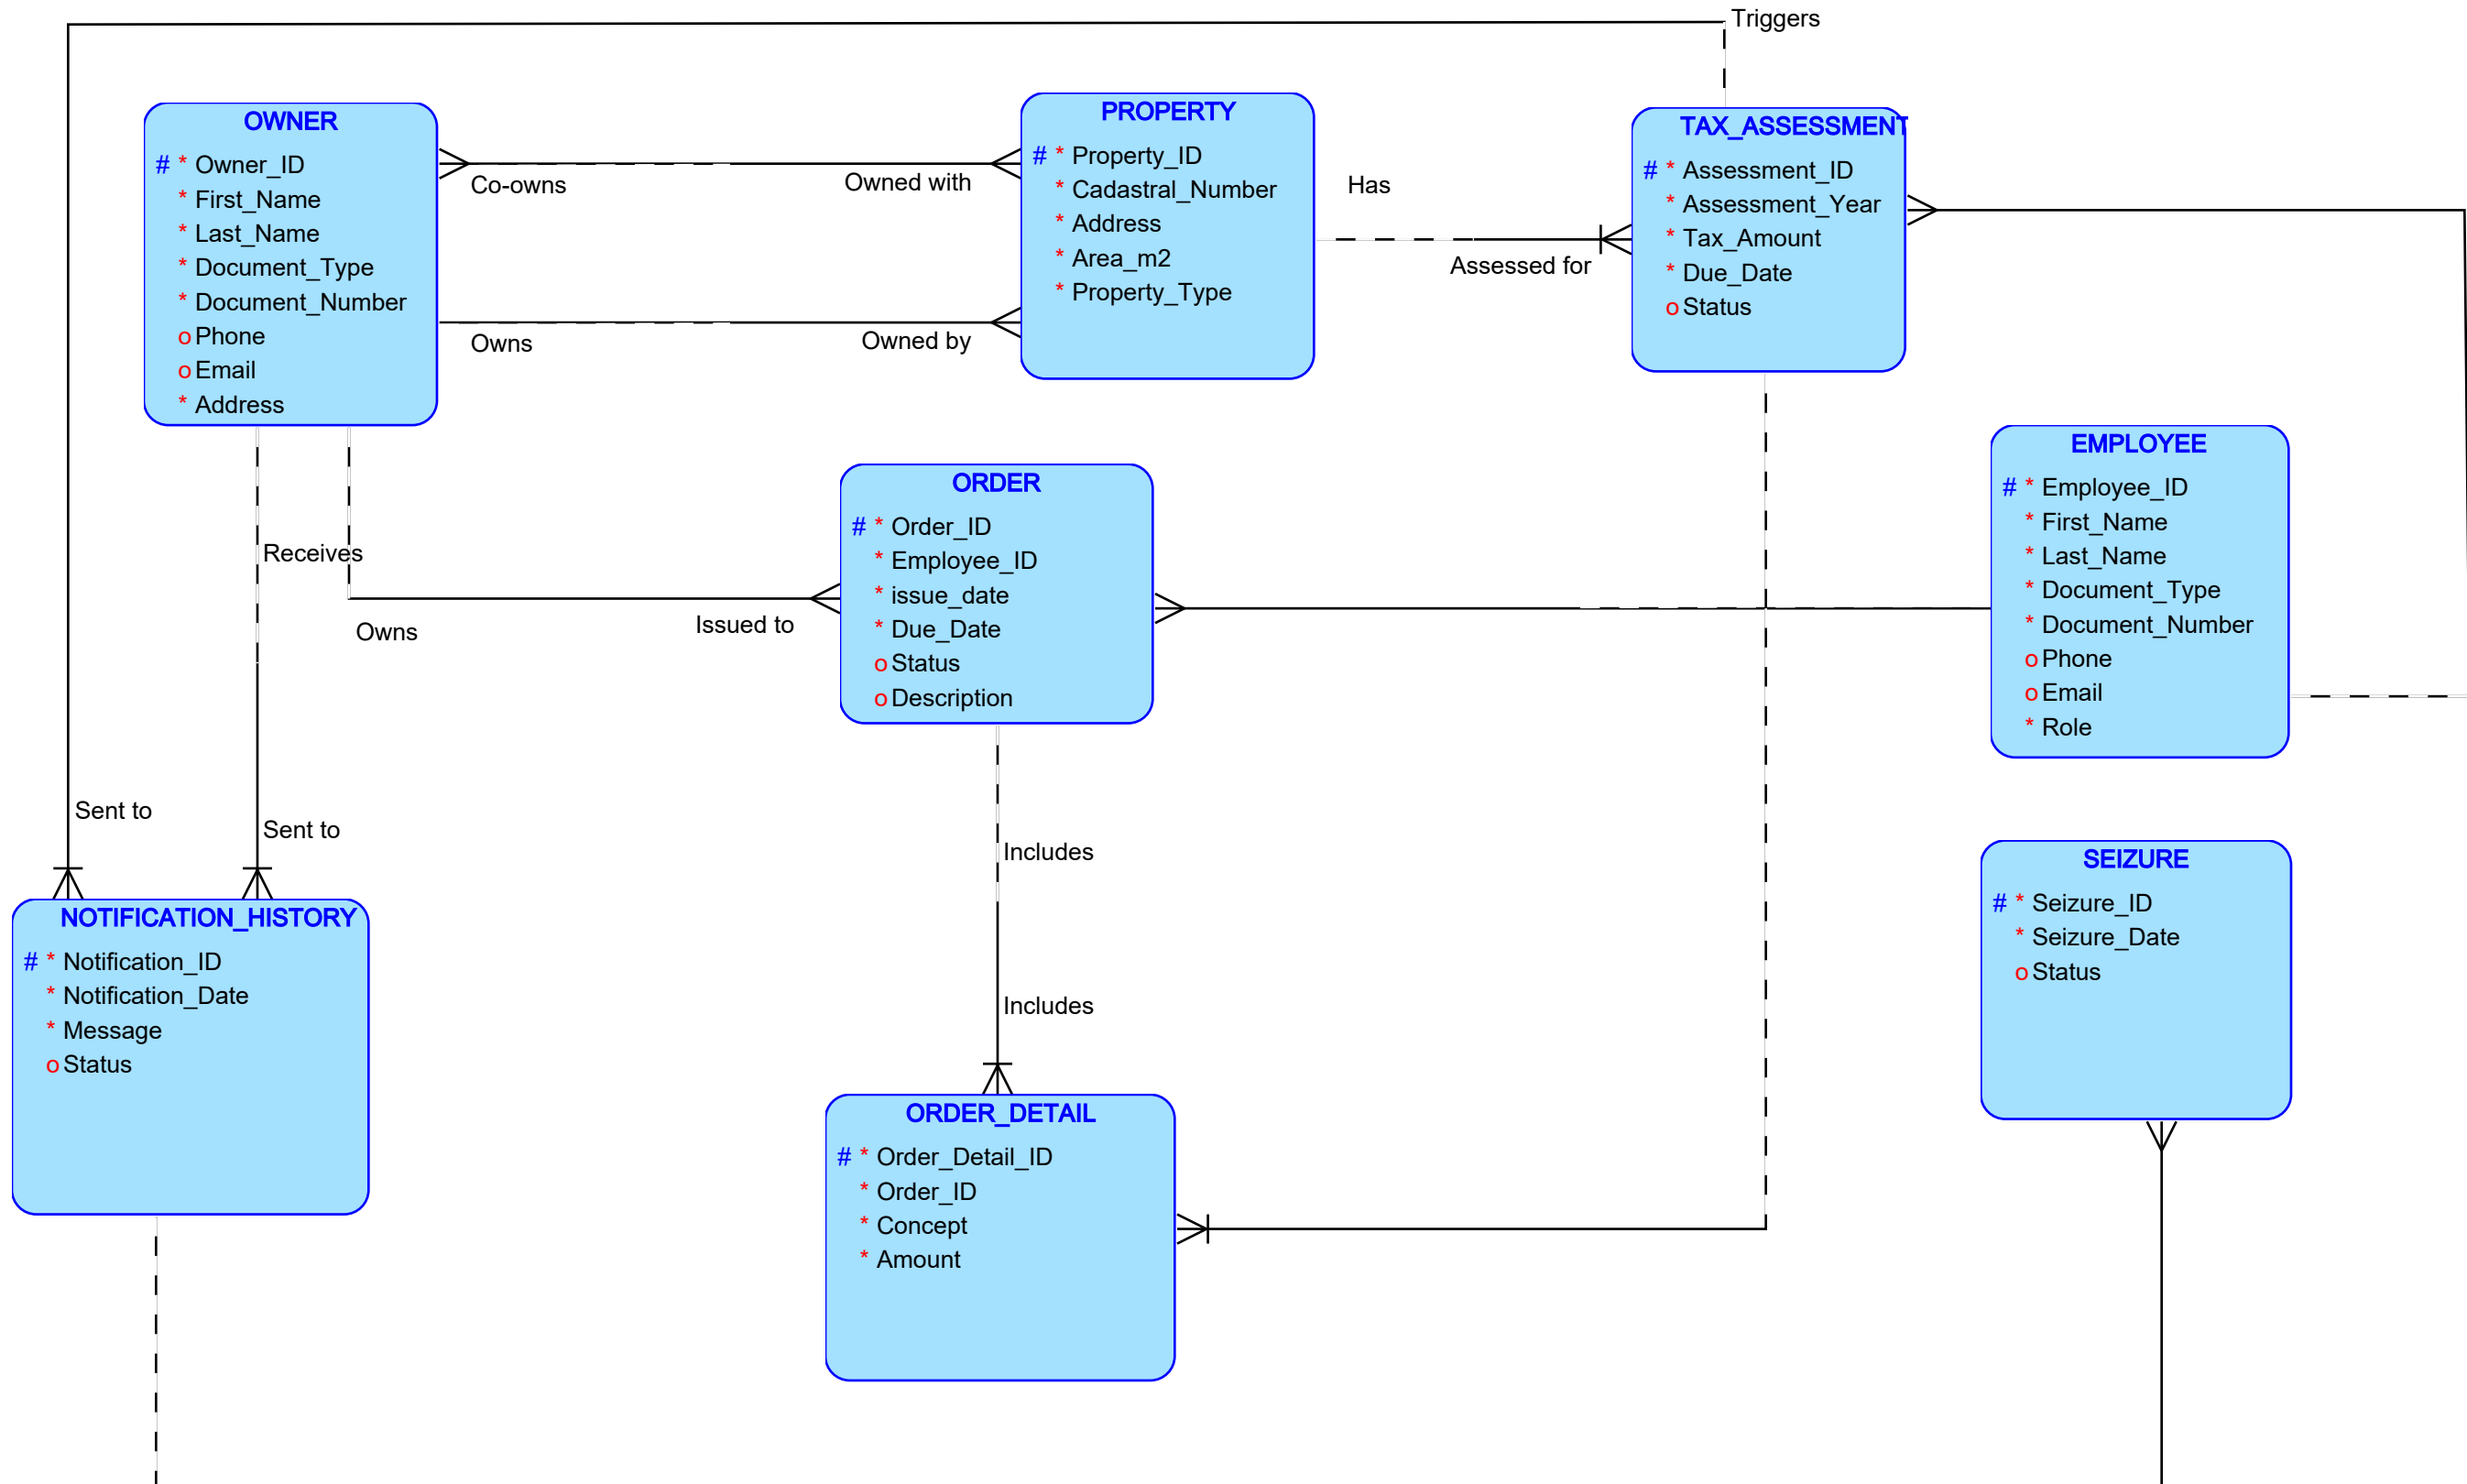 Triggers
OWNER
# * Owner_ID
* First_Name
* Last_Name
* Document_Type
* Document_Number
o Phone
o Email
* Address
Co-owns
Owned with
Owns
Owned by
PROPERTY
# * Property_ID
* Cadastral_Number
* Address
* Area_m2
* Property_Type
Has
Assessed for
TAX_ASSESSMENT
# * Assessment_ID
* Assessment_Year
* Tax_Amount
* Due_Date
o Status
Receives
Owns
Issued to
ORDER
# * Order_ID
* Employee_ID
* issue_date
* Due_Date
o Status
o Description
EMPLOYEE
# * Employee_ID
* First_Name
* Last_Name
* Document_Type
* Document_Number
o Phone
o Email
* Role
Sent to
Sent to
Includes
Includes
NOTIFICATION_HISTORY
# * Notification_ID
* Notification_Date
* Message
o Status
ORDER_DETAIL
# * Order_Detail_ID
* Order_ID
* Concept
* Amount
SEIZURE
# * Seizure_ID
* Seizure_Date
o Status